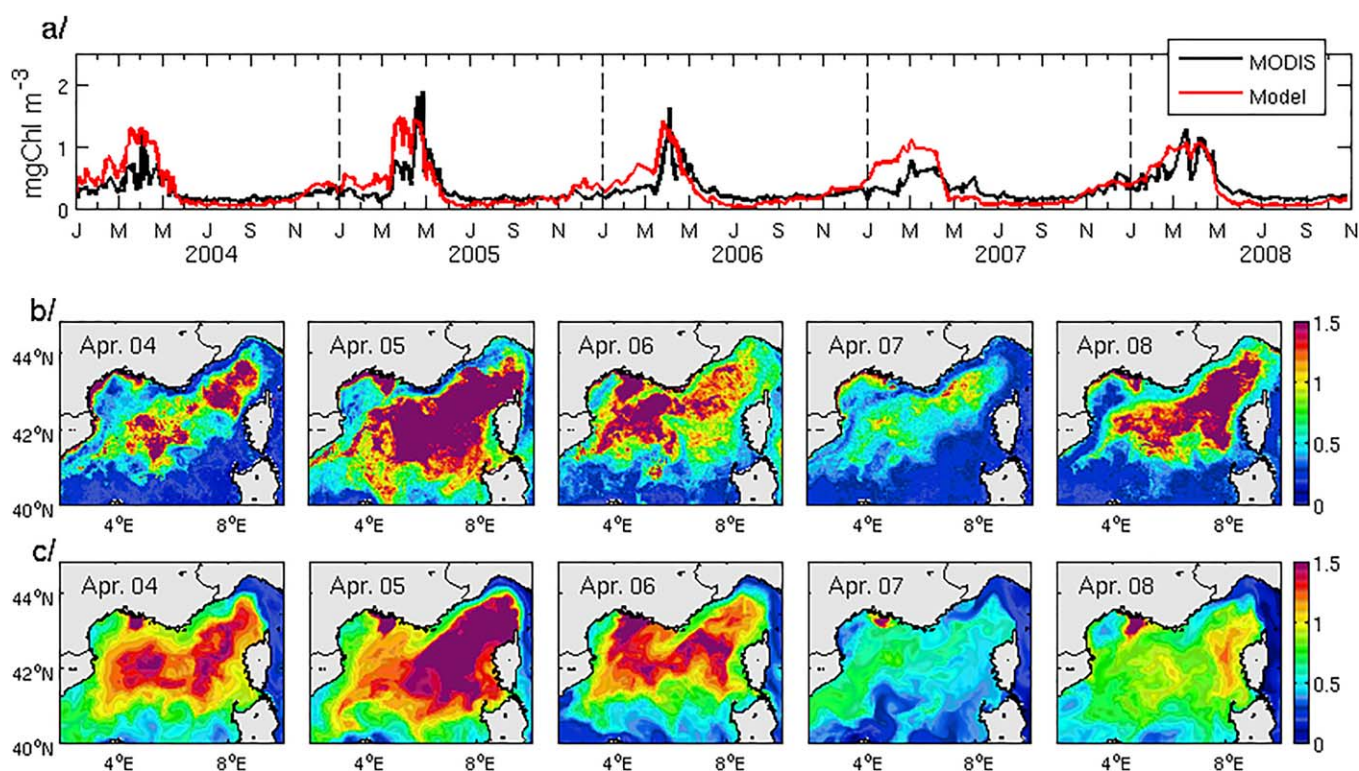 a/
mgChl m⁻³
2
1
0
MODIS
Model
J M M J S N J M M J S N J M M J S N J M M J S N J M M J S N
2004 2005 2006 2007 2008
b/
Apr. 04 Apr. 05 Apr. 06 Apr. 07 Apr. 08
44°N
42°N
40°N
1.5
1
0.5
0
4°E 8°E 4°E 8°E 4°E 8°E 4°E 8°E 4°E 8°E
c/
Apr. 04 Apr. 05 Apr. 06 Apr. 07 Apr. 08
44°N
42°N
40°N
1.5
1
0.5
0
4°E 8°E 4°E 8°E 4°E 8°E 4°E 8°E 4°E 8°E